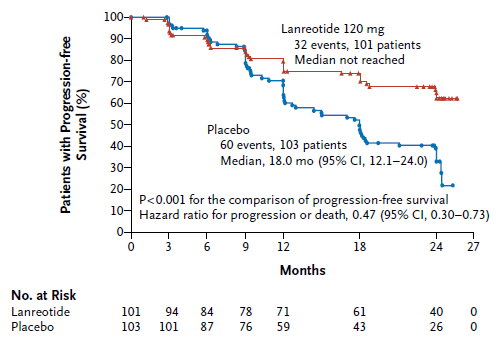 Patients with Progression-free
Survival (%)
100
90
80
70
60
50
40
30
20
10
0
Lanreotide 120 mg
32 events, 101 patients
Median not reached
Placebo
60 events, 103 patients
Median, 18.0 mo (95% CI, 12.1–24.0)
P<0.001 for the comparison of progression-free survival
Hazard ratio for progression or death, 0.47 (95% CI, 0.30–0.73)
0 3 6 9 12 18 24 27
Months
No. at Risk
Lanreotide 101 94 84 78 71 61 40 0
Placebo 103 101 87 76 59 43 26 0